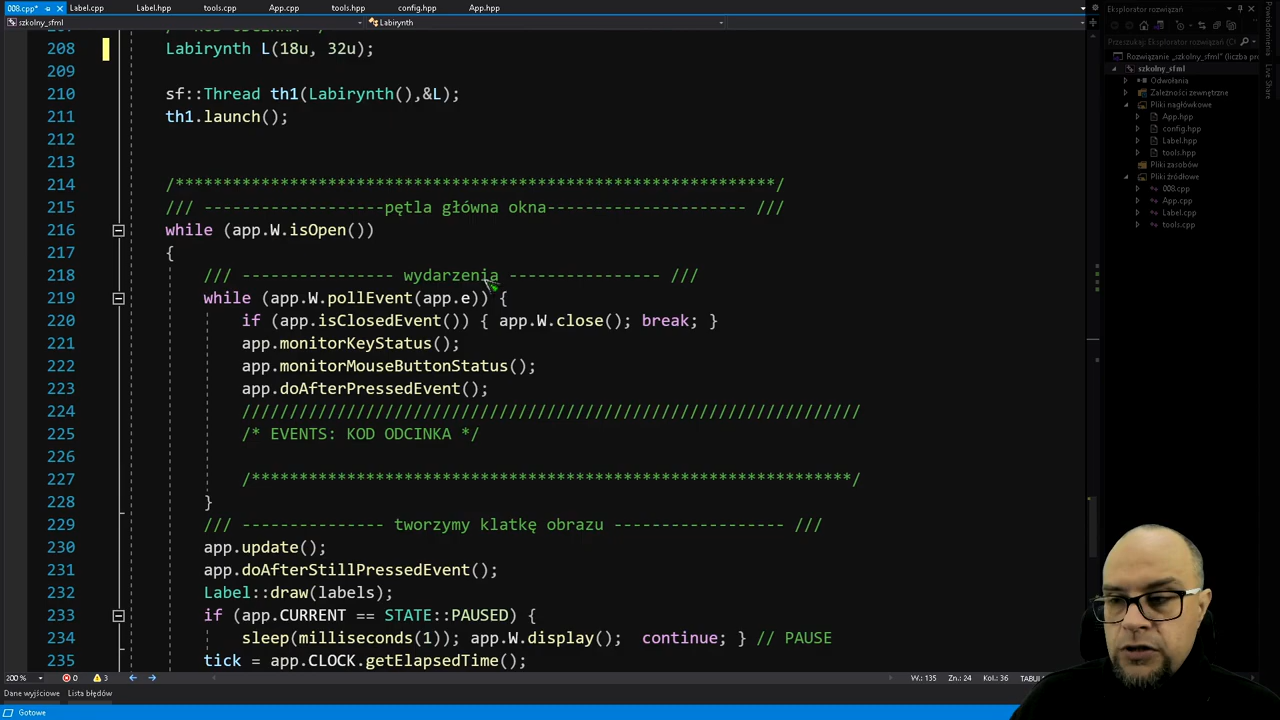 008.cpp* Label.cpp Label.hpp tools.cpp App.cpp tools.hpp config.hpp App.hpp
szkolny_sfml Labirynth
208 Labirynth L(18u, 32u);
209
210 sf::Thread th1(Labirynth(),&L);
211 th1.launch();
212
213
214 /***************************************************************/
215 /// -------------------pętla główna okna--------------------- ///
216 while (app.W.isOpen())
217 {
218 /// ---------------- wydarzenia ---------------- ///
219 while (app.W.pollEvent(app.e)) {
220 if (app.isClosedEvent()) { app.W.close(); break; }
221 app.monitorKeyStatus();
222 app.monitorMouseButtonStatus();
223 app.doAfterPressedEvent();
224 /////////////////////////////////////////////////////////////////
225 /* EVENTS: KOD ODCINKA */
226
227 /***************************************************************/
228 }
229 /// --------------- tworzymy klatkę obrazu ------------------ ///
230 app.update();
231 app.doAfterStillPressedEvent();
232 Label::draw(labels);
233 if (app.CURRENT == STATE::PAUSED) {
234 sleep(milliseconds(1)); app.W.display(); continue; } // PAUSE
235 tick = app.CLOCK.getElapsedTime();
200 % 0 3 W.: 135 Zn.: 24 Kol.: 36
Dane wyjściowe Lista błędów
Gotowe
Eksplorator rozwiązań
Przeszukaj: Eksplorator rozwiązań
Rozwiązanie „szkolny_sfml” (liczba pr
szkolny_sfml
Odwołania
Zależności zewnętrzne
Pliki nagłówkowe
App.hpp
config.hpp
Label.hpp
tools.hpp
Pliki zasobów
Pliki źródłowe
008.cpp
App.cpp
Label.cpp
tools.cpp
Powiadomienia
Live Share